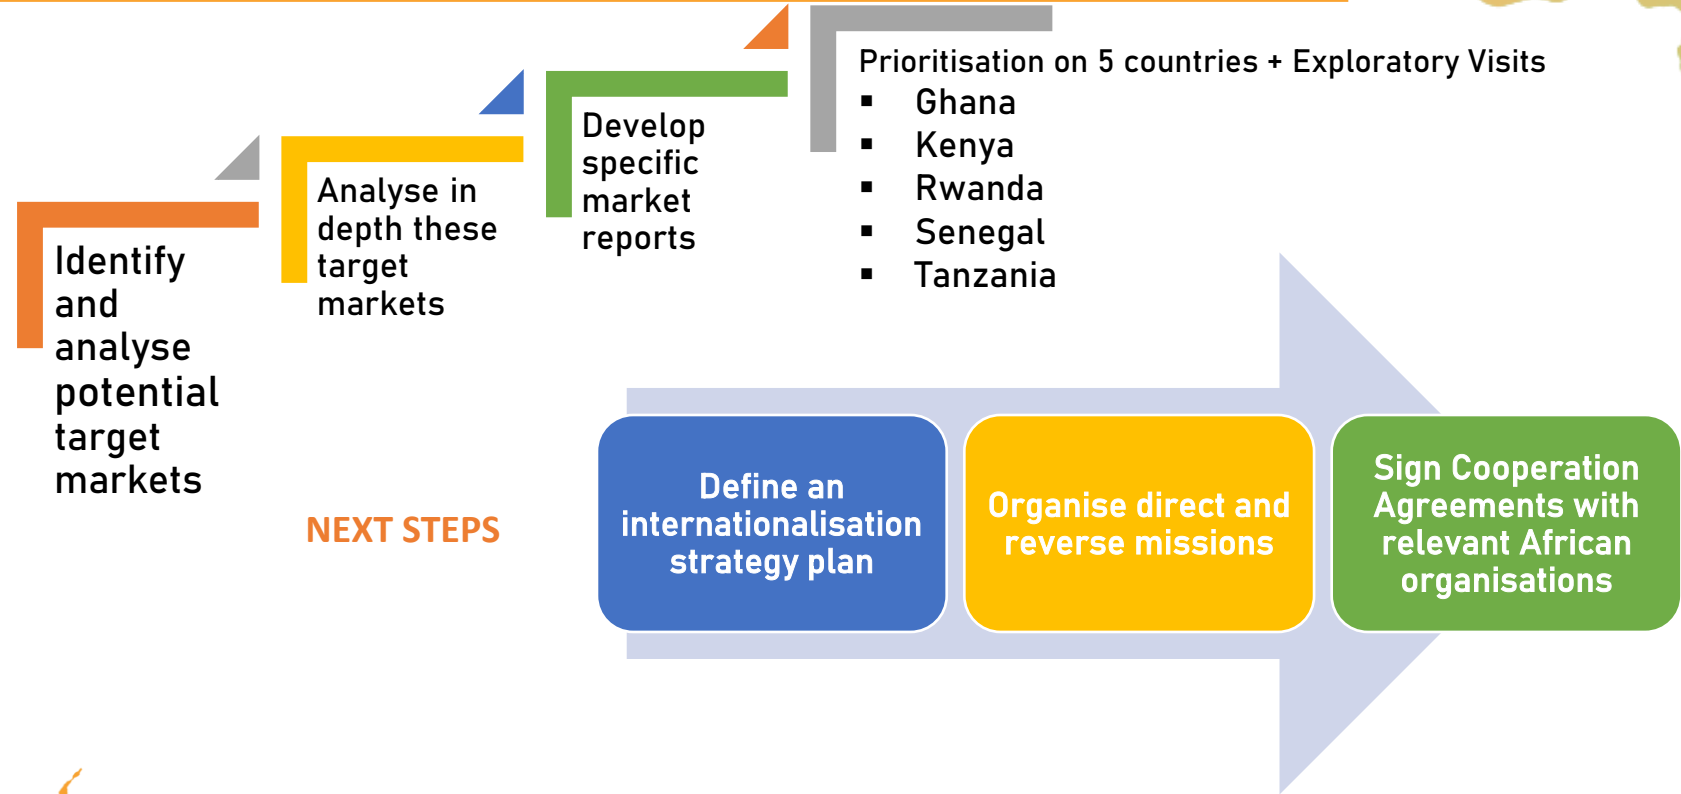 Identify
and
analyse
potential
target
markets
Analyse in
depth these
target
markets
Develop
specific
market
reports
Prioritisation on 5 countries + Exploratory Visits
▪ Ghana
▪ Kenya
▪ Rwanda
▪ Senegal
▪ Tanzania
NEXT STEPS
Define an
internationalisation
strategy plan
Organise direct and
reverse missions
Sign Cooperation
Agreements with
relevant African
organisations